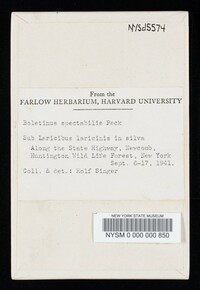 NYSd5574
From the
FARLOW HERBARIUM, HARVARD UNIVERSITY
Boletinus spectabilis Peck
Sub Laricibus laricinis in silva
Along the State Highway, Newcomb,
Huntington Wild Life Forest, New York
Sept. 6-17, 1941.
Coll. & det.: Rolf Singer
NEW YORK STATE MUSEUM
NYSM 0 000 000 850